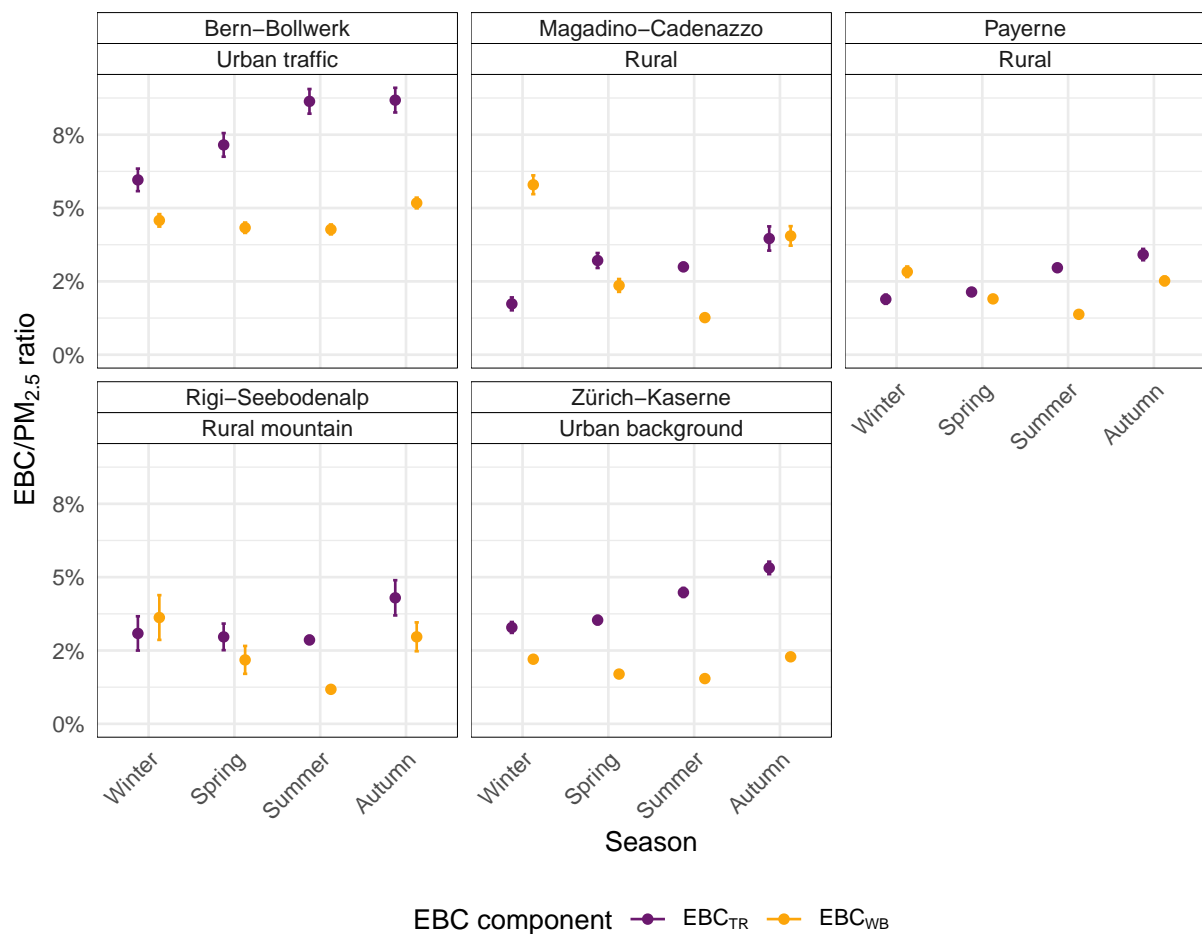 Bern−Bollwerk
Urban traffic
Magadino−Cadenazzo
Rural
Payerne
Rural
8%
5%
2%
0%
Winter
Spring
Summer
Autumn
Rigi−Seebodenalp
Rural mountain
Zürich−Kaserne
Urban background
8%
5%
2%
0%
Winter
Spring
Summer
Autumn
Winter
Spring
Summer
Autumn
EBC/PM2.5 ratio
Season
EBC component EBCTR EBCWB